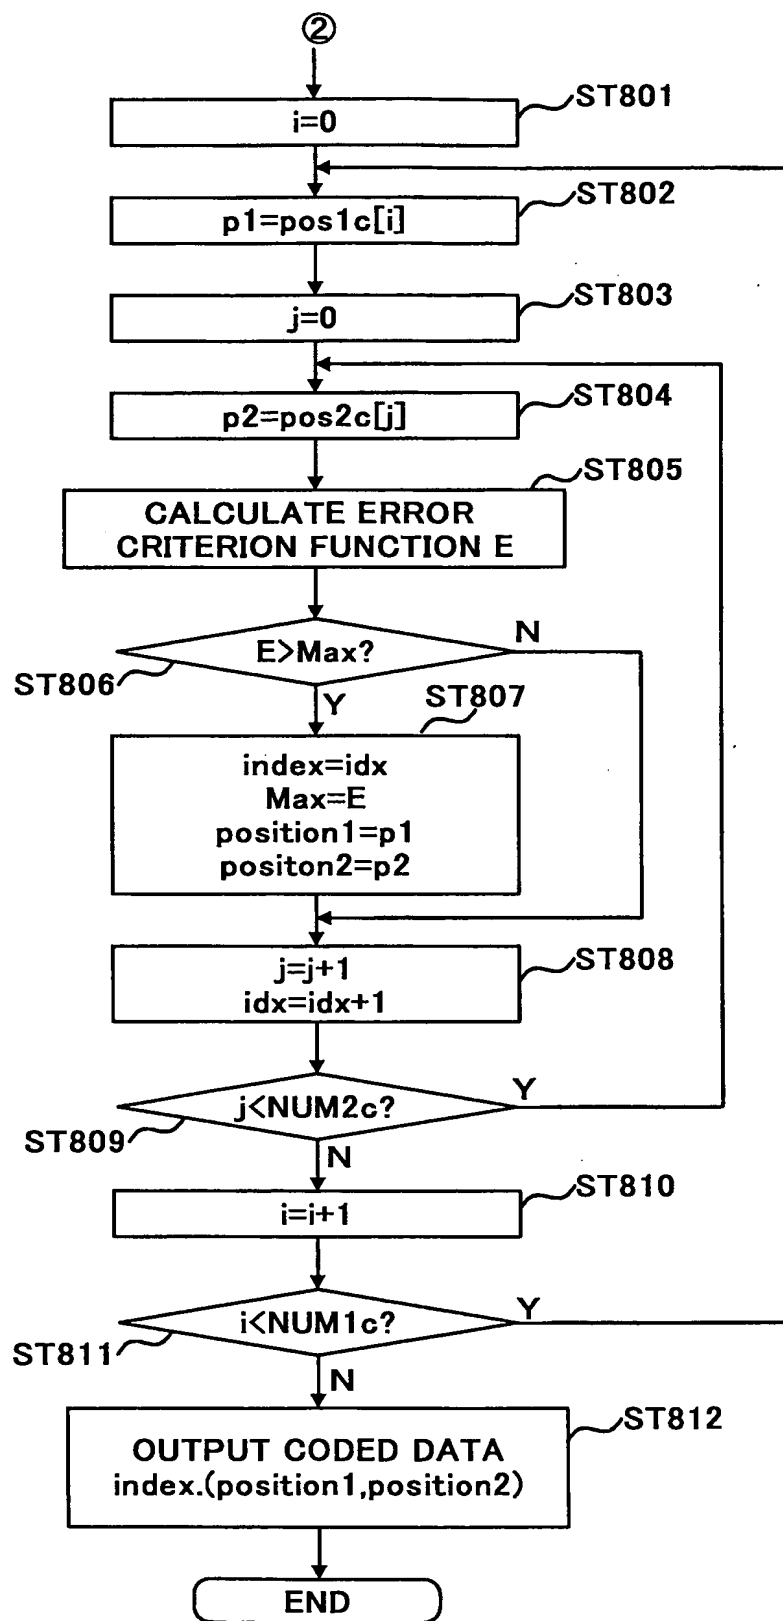 ②
ST801
i=0
ST802
p1=pos1c[i]
ST803
j=0
ST804
p2=pos2c[j]
ST805
CALCULATE ERROR
CRITERION FUNCTION E
E>Max?
N
ST806
Y
ST807
index=idx
Max=E
position1=p1
positon2=p2
ST808
j=j+1
idx=idx+1
j<NUM2c?
Y
ST809
N
ST810
i=i+1
i<NUM1c?
Y
ST811
N
ST812
OUTPUT CODED DATA
index.(position1,position2)
END